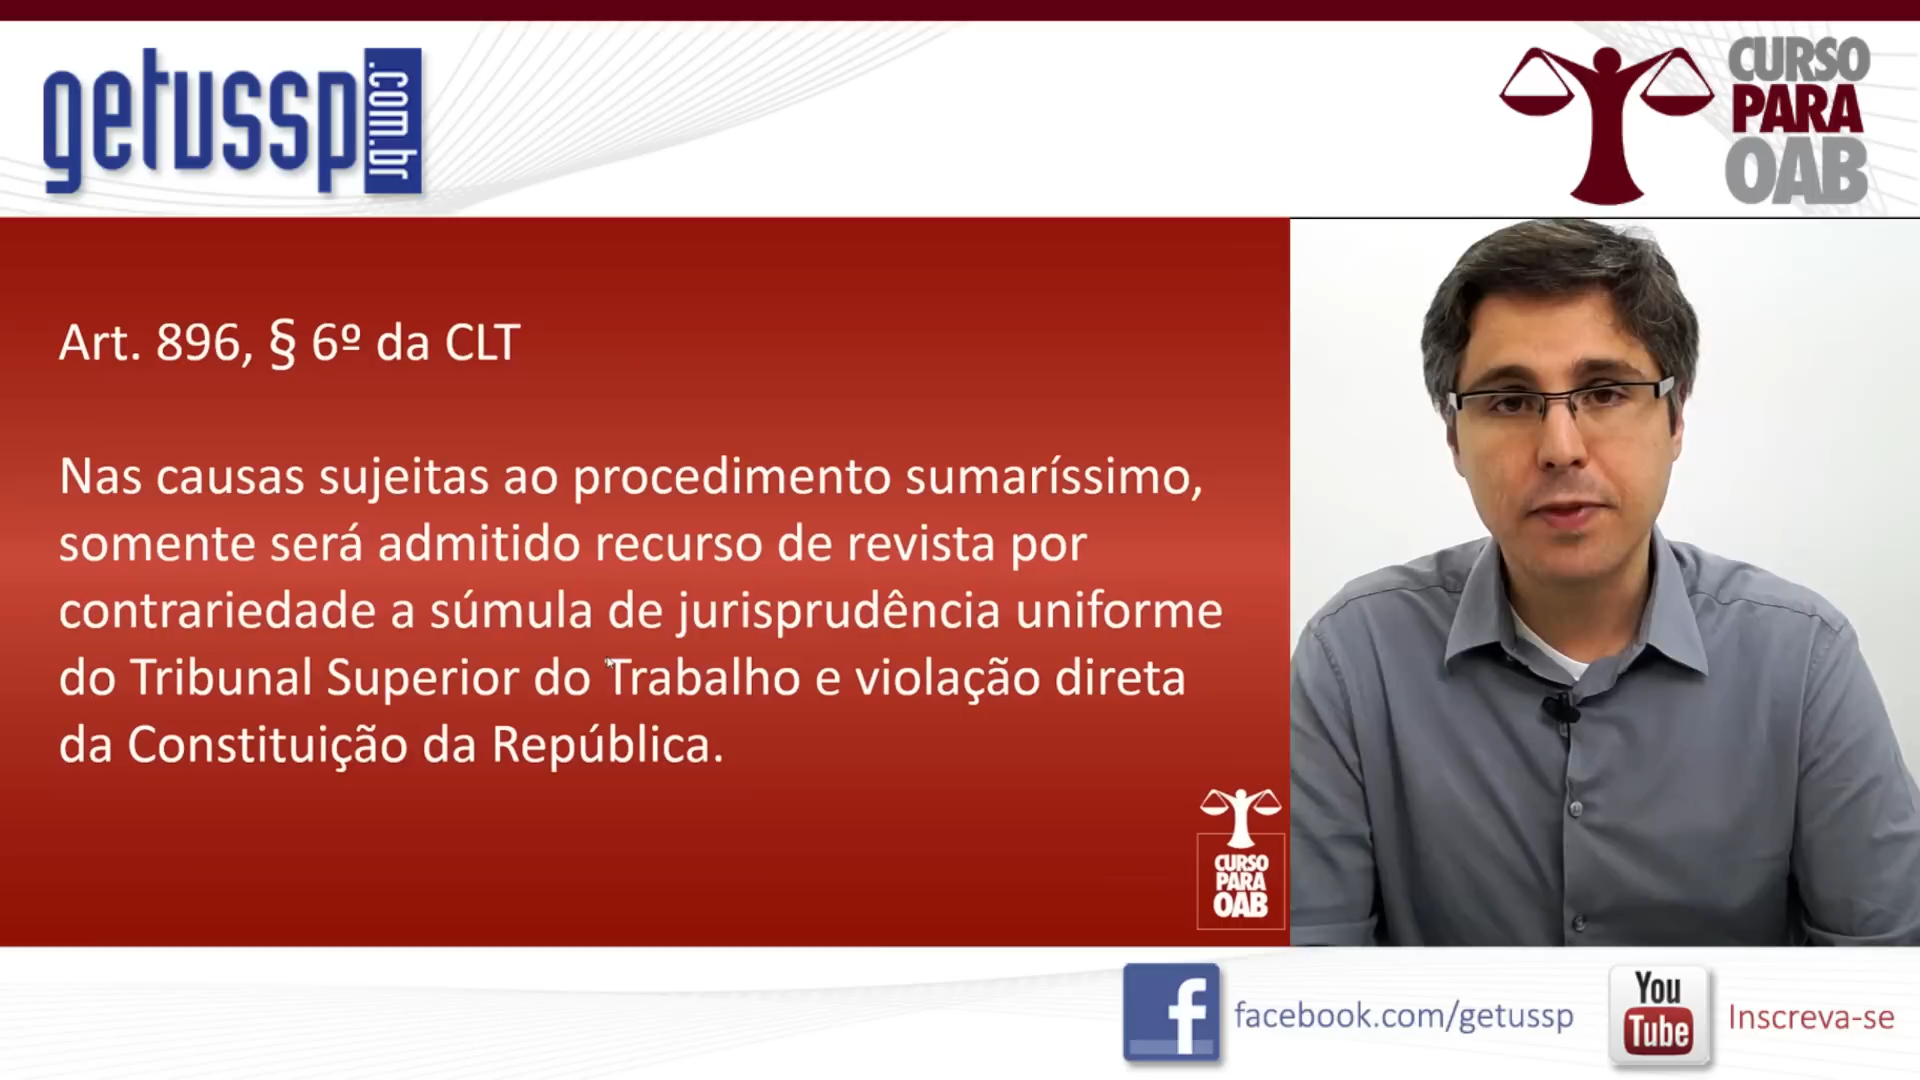 getussp
.com.br
CURSO
PARA
OAB
Art. 896, § 6º da CLT
Nas causas sujeitas ao procedimento sumaríssimo,
somente será admitido recurso de revista por
contrariedade a súmula de jurisprudência uniforme
do Tribunal Superior do Trabalho e violação direta
da Constituição da República.
CURSO
PARA
OAB
facebook.com/getussp
You
Tube
Inscreva-se